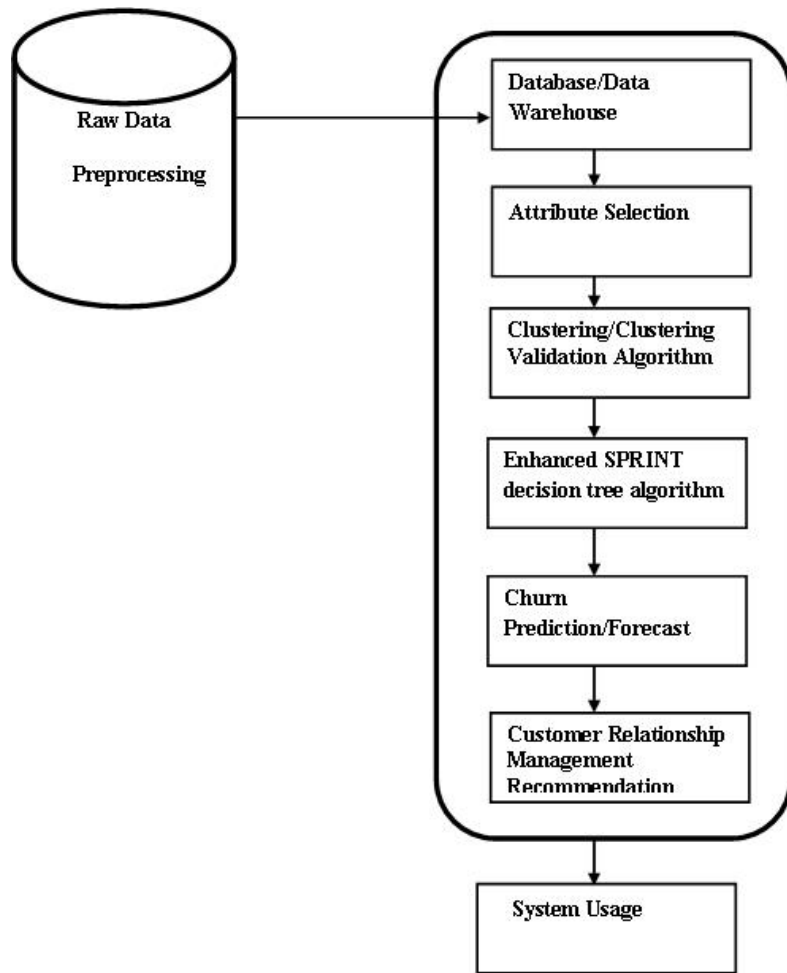 Raw Data
Preprocessing
Database/Data
Warehouse
Attribute Selection
Clustering/Clustering
Validation Algorithm
Enhanced SPRINT
decision tree algorithm
Churn
Prediction/Forecast
Customer Relationship
Management
Recommendation
System Usage